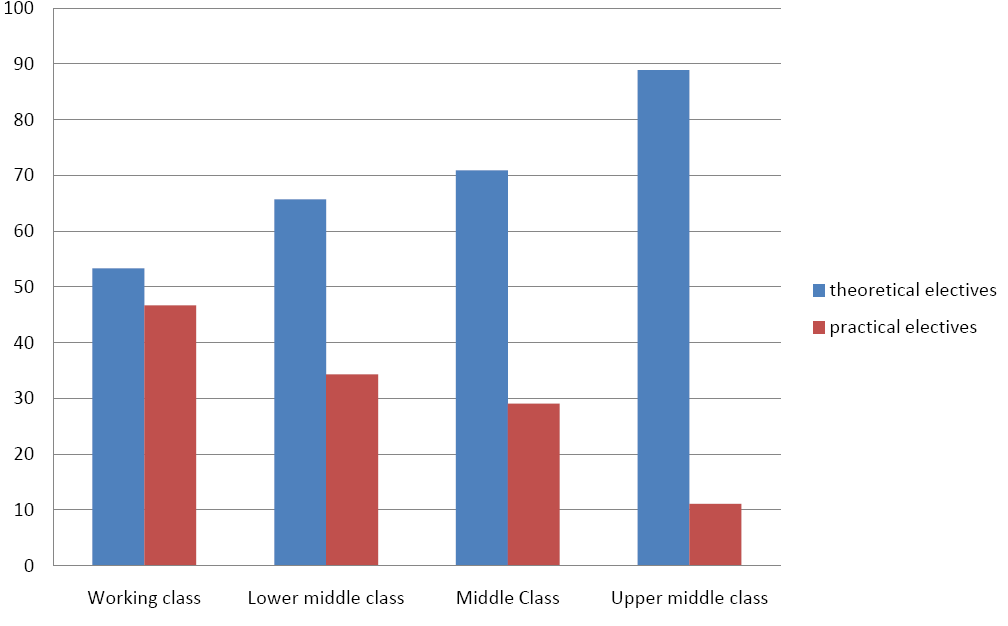 100
90
80
70
60
50
40
30
20
10
0
Working class
Lower middle class
Middle Class
Upper middle class
theoretical electives
practical electives